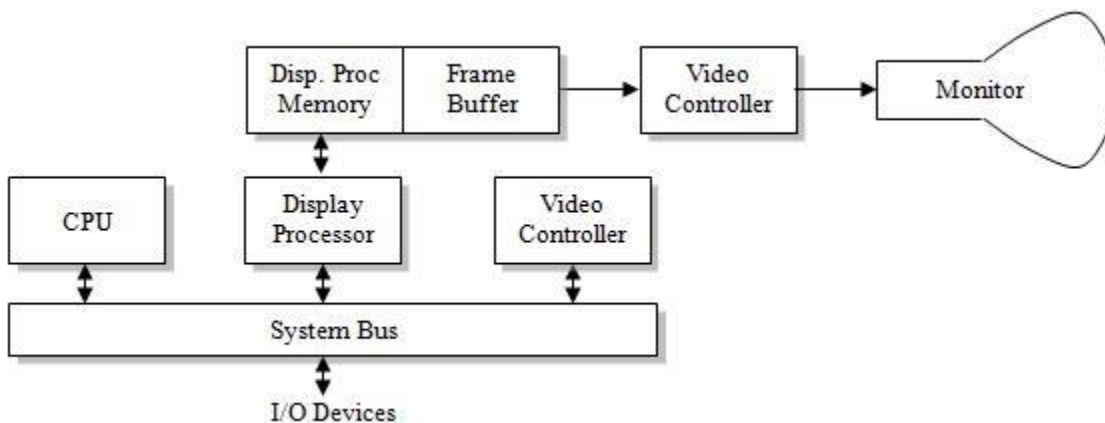 Disp. Proc
Memory
Frame
Buffer
Video
Controller
Monitor
CPU
Display
Processor
Video
Controller
System Bus
I/O Devices